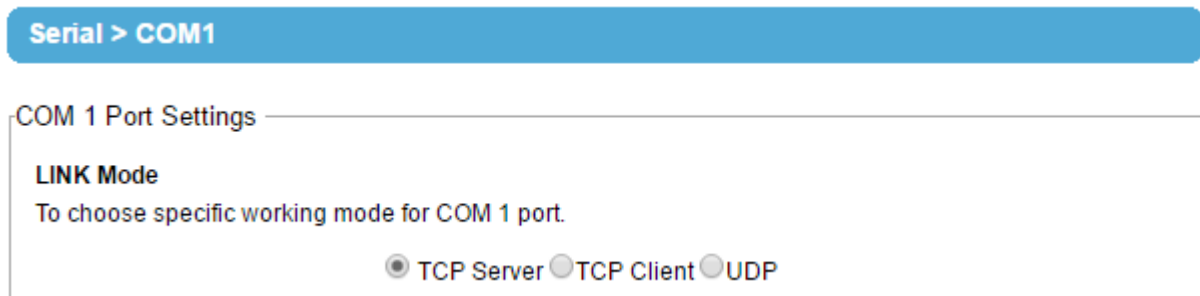 Serial > COM1
COM 1 Port Settings
LINK Mode
To choose specific working mode for COM 1 port.
TCP Server TCP Client UDP